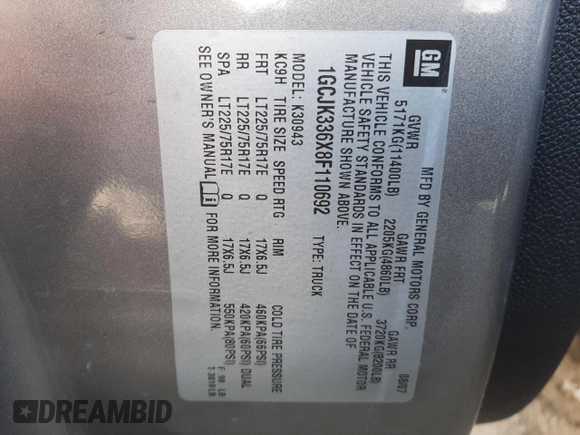 GM
MFD BY GENERAL MOTORS CORP. 08/07
GVWR GAWR FRT GAWR RR
5171KG(11400LB) 2205KG(4860LB) 3720KG(8200LB)
THIS VEHICLE CONFORMS TO ALL APPLICABLE U.S. FEDERAL MOTOR
VEHICLE SAFETY STANDARDS IN EFFECT ON THE DATE OF
MANUFACTURE SHOWN ABOVE.
1GCJK336X8F110692 TYPE: TRUCK
MODEL: K30943
KC9H TIRE SIZE SPEED RTG RIM COLD TIRE PRESSURE
FRT LT225/75R17E Q 17X6.5J 460KPA(66PSI)
RR LT225/75R17E Q 17X6.5J 420KPA(60PSI) DUAL
SPA LT225/75R17E Q 17X6.5J 550KPA(80PSI)
SEE OWNER'S MANUAL i FOR MORE INFORMATION.
DREAMBID